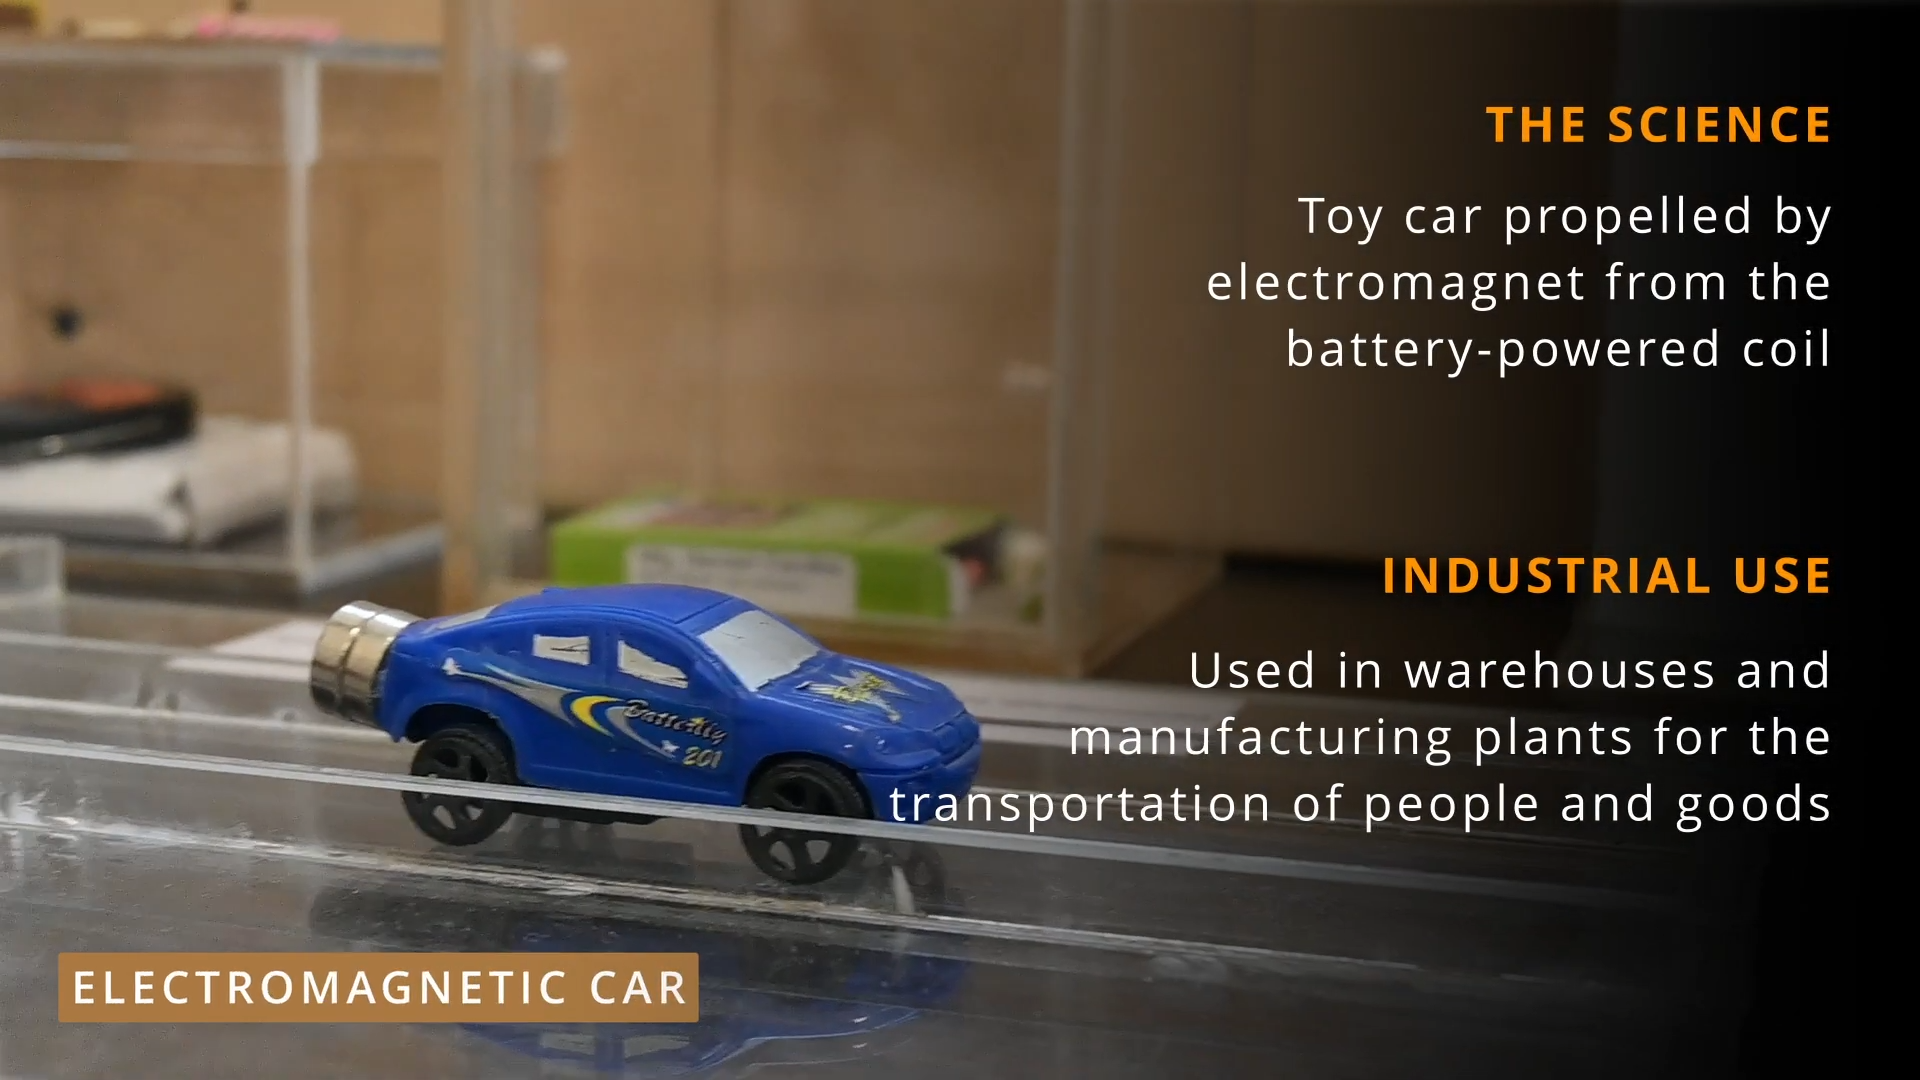 THE SCIENCE
Toy car propelled by
electromagnet from the
battery-powered coil
INDUSTRIAL USE
Used in warehouses and
manufacturing plants for the
transportation of people and goods
Butterfly
201
ELECTROMAGNETIC CAR